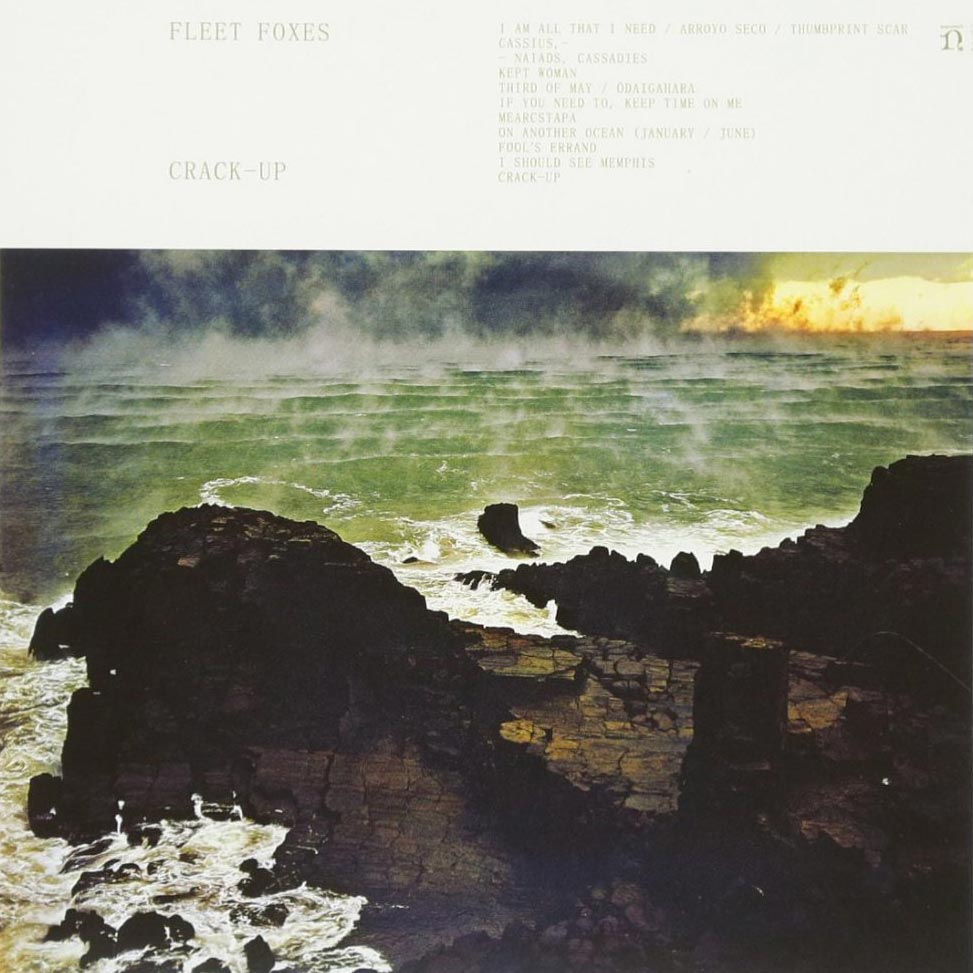 FLEET FOXES
CRACK-UP
I AM ALL THAT I NEED / ARROYO SECO / THUMBPRINT SCAR
CASSIUS,-
- NAIADS, CASSADIES
KEPT WOMAN
THIRD OF MAY / ŌDAIGAHARA
IF YOU NEED TO, KEEP TIME ON ME
MEARCSTAPA
ON ANOTHER OCEAN (JANUARY / JUNE)
FOOL'S ERRAND
I SHOULD SEE MEMPHIS
CRACK-UP